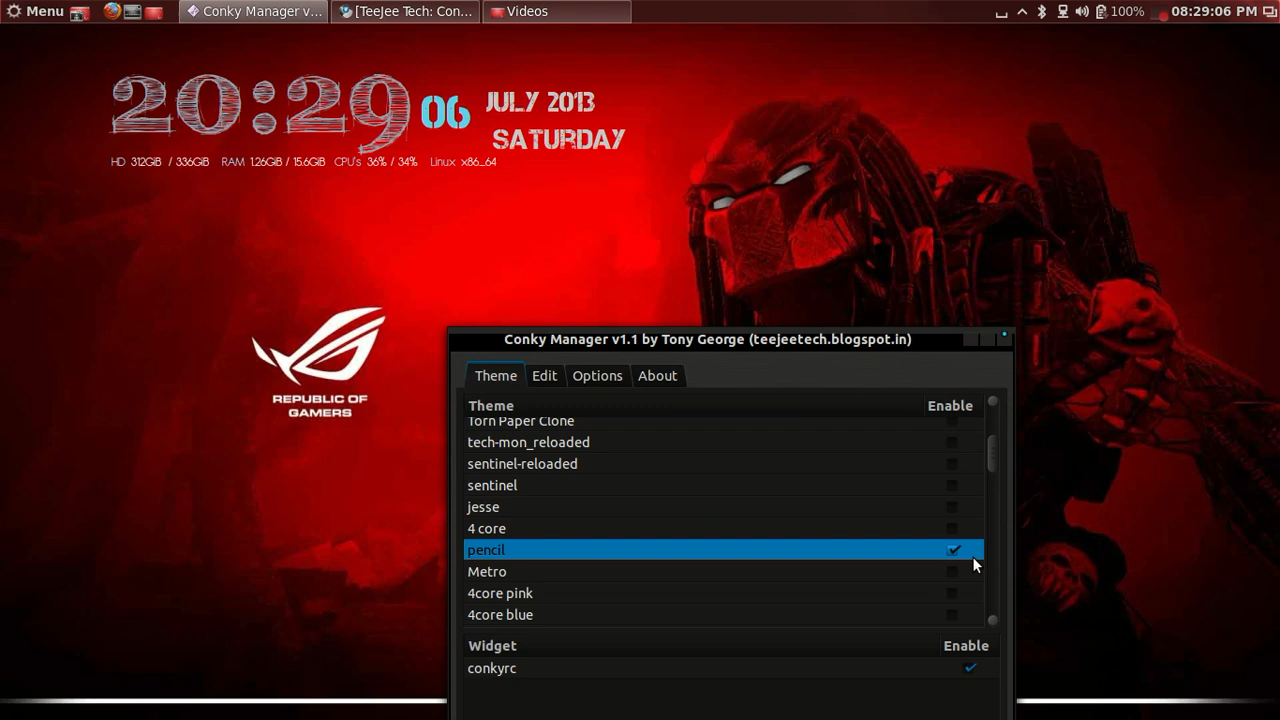 Menu Conky Manager v... [TeeJee Tech: Con... Videos 100% 08:29:06 PM
20:29 06 JULY 2013
SATURDAY
HD 312GiB / 336GiB RAM 1.26GiB / 15.6GiB CPU's 36% / 34% Linux x86_64
REPUBLIC OF
GAMERS
Conky Manager v1.1 by Tony George (teejeetech.blogspot.in)
Theme Edit Options About
Theme Enable
Torn Paper Clone
tech-mon_reloaded
sentinel-reloaded
sentinel
jesse
4 core
pencil
Metro
4core pink
4core blue
Widget Enable
conkyrc